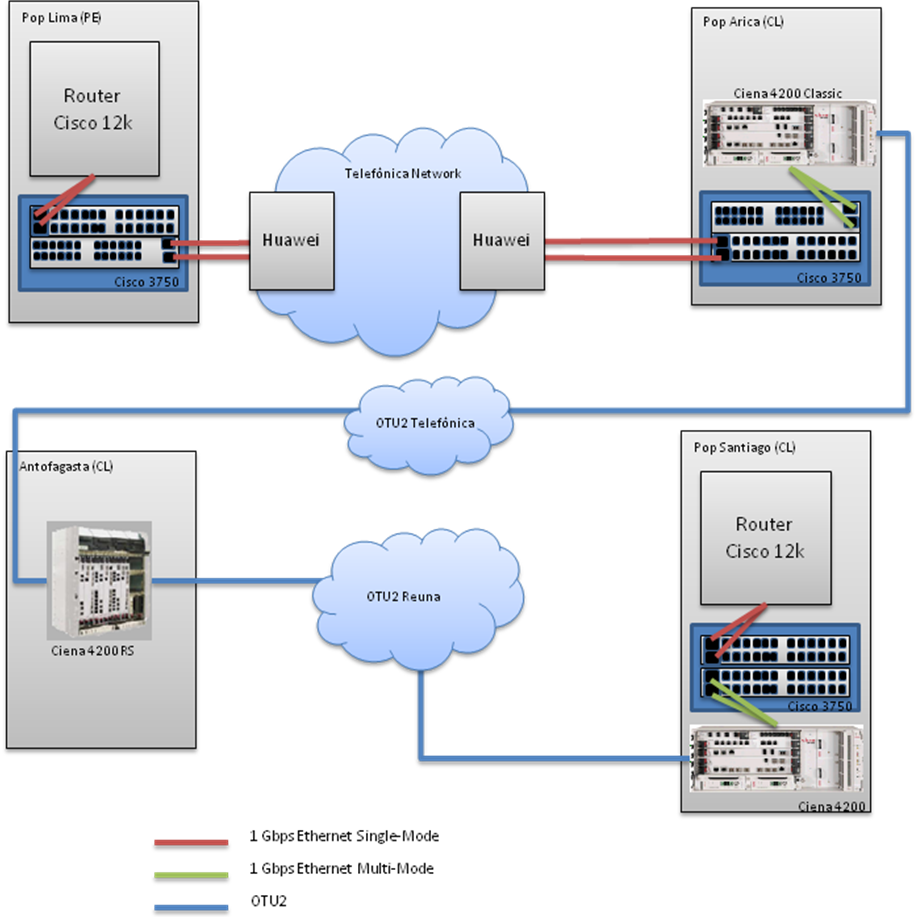 Pop Lima (PE)
Router
Cisco 12k
Cisco 3750
Telefônica Network
Huawei
Huawei
Pop Arica (CL)
Ciena 4200 Classic
Cisco 3750
OTU2 Telefônica
Antofagasta (CL)
Ciena 4200 RS
OTU2 Reuna
Pop Santiago (CL)
Router
Cisco 12k
Cisco 3750
Ciena 4200
1 Gbps Ethernet Single-Mode
1 Gbps Ethernet Multi-Mode
OTU2